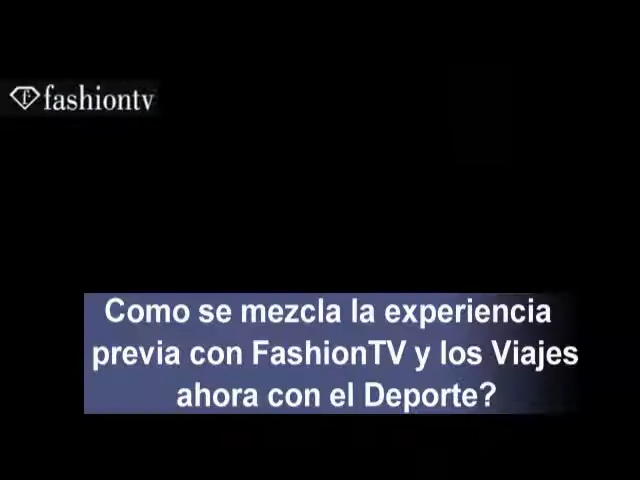 fashiontv
Como se mezcla la experiencia
previa con FashionTV y los Viajes
ahora con el Deporte?